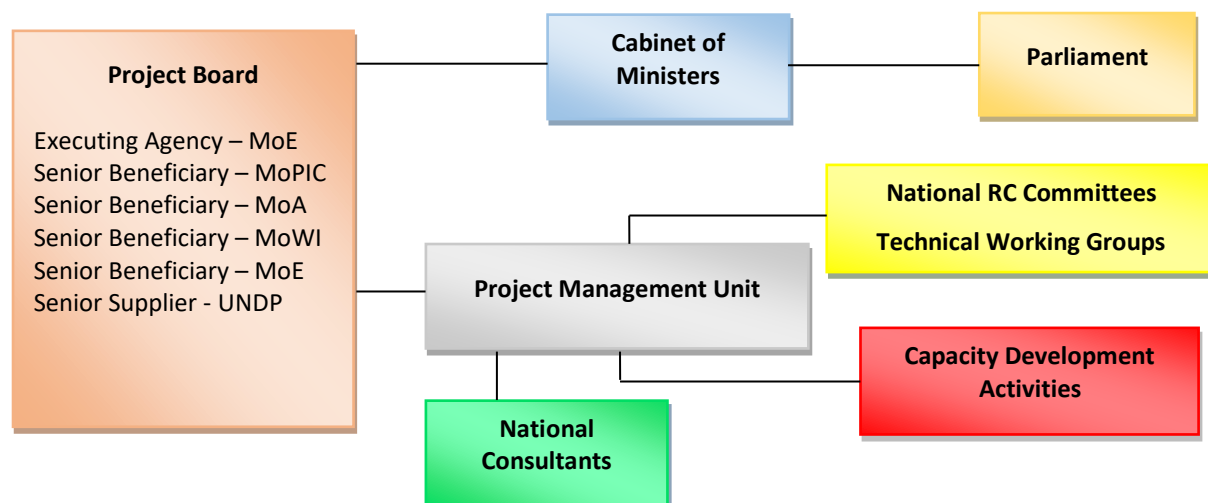 Project Board
Executing Agency – MoE
Senior Beneficiary – MoPIC
Senior Beneficiary – MoA
Senior Beneficiary – MoWI
Senior Beneficiary – MoE
Senior Supplier - UNDP
Cabinet of
Ministers
Parliament
National RC Committees
Technical Working Groups
Project Management Unit
Capacity Development
Activities
National
Consultants